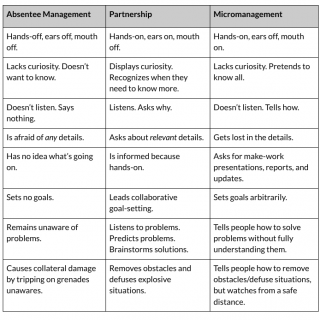 Absentee Management
Partnership
Micromanagement
Hands-off, ears off, mouth
off.
Hands-on, ears on, mouth
off.
Hands on, ears off, mouth
on.
Lacks curiosity. Doesn't
want to know.
Displays curiosity.
Recognizes when they
need to know more.
Lacks curiosity. Pretends to
know all.
Doesn't listen. Says
nothing.
Listens. Asks why.
Doesn't listen. Tells how.
Is afraid of any details.
Asks about relevant details.
Gets lost in the details.
Has no idea what's going
on.
Is informed because
hands-on.
Asks for make-work
presentations, reports, and
updates.
Sets no goals.
Leads collaborative
goal-setting.
Sets goals arbitrarily.
Remains unaware of
problems.
Listens to problems.
Predicts problems.
Brainstorms solutions.
Tells people how to solve
problems without fully
understanding them.
Causes collateral damage
by tripping on grenades
unawares.
Removes obstacles and
defuses explosive
situations.
Tells people how to remove
obstacles/defuse situations,
but watches from a safe
distance.